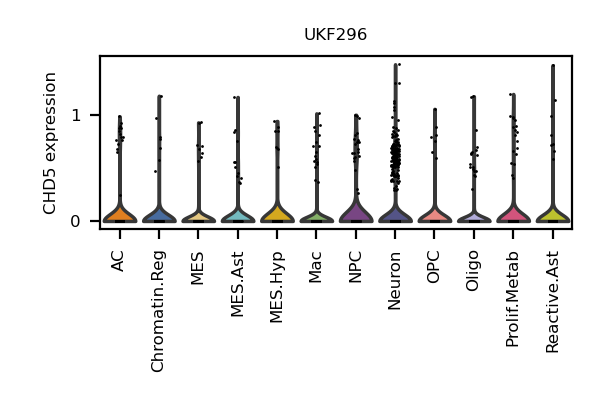 UKF296
CHD5 expression
1
0
AC
Chromatin.Reg
MES
MES.Ast
MES.Hyp
Mac
NPC
Neuron
OPC
Oligo
Prolif.Metab
Reactive.Ast